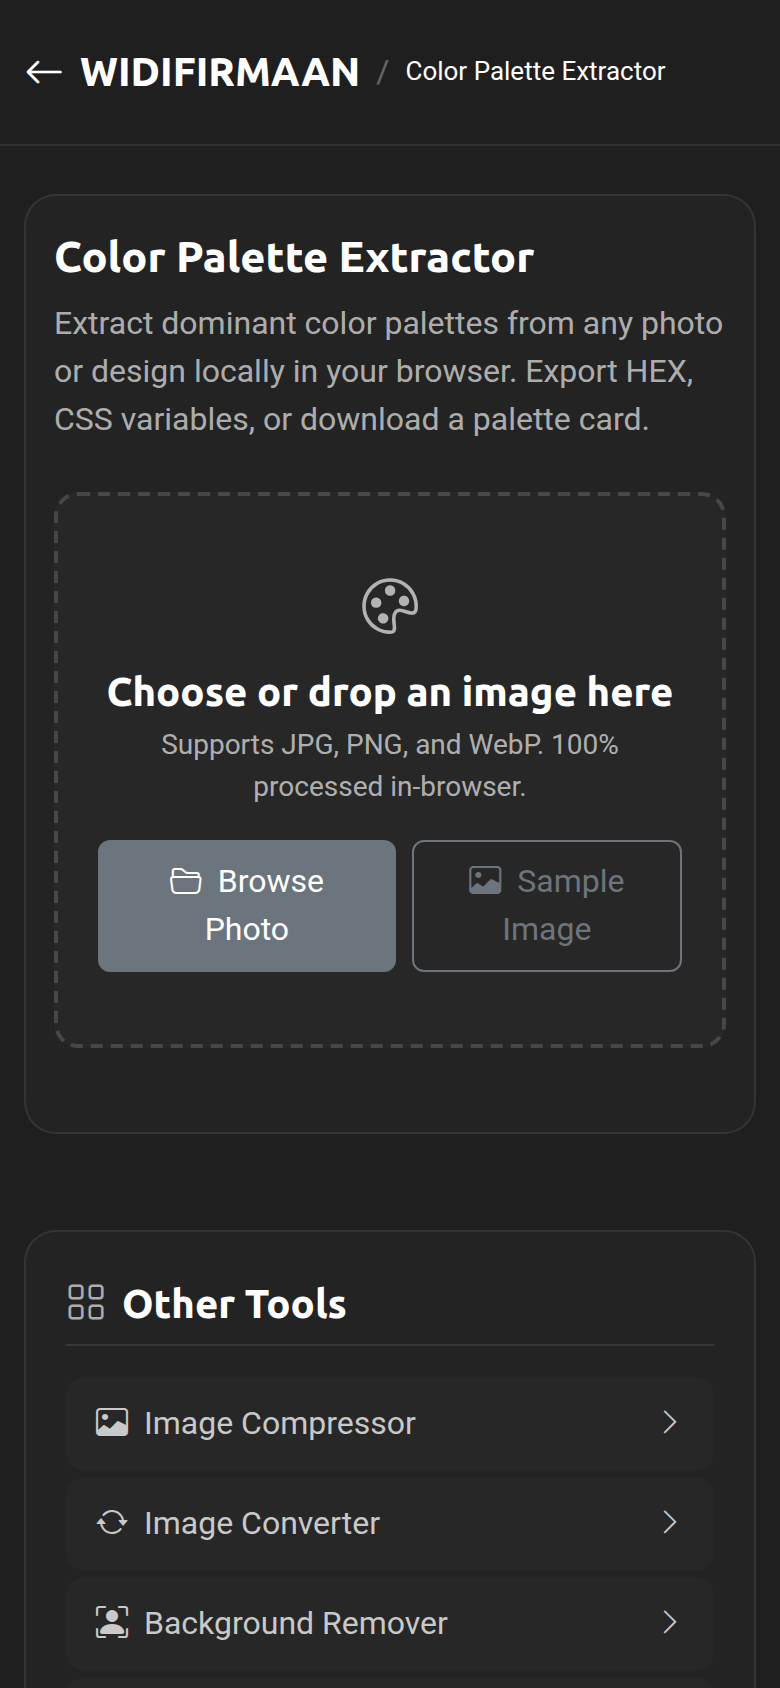 WIDIFIRMAAN / Color Palette Extractor
Color Palette Extractor
Extract dominant color palettes from any photo
or design locally in your browser. Export HEX,
CSS variables, or download a palette card.
Choose or drop an image here
Supports JPG, PNG, and WebP. 100%
processed in-browser.
Browse
Photo
Sample
Image
Other Tools
Image Compressor
Image Converter
Background Remover